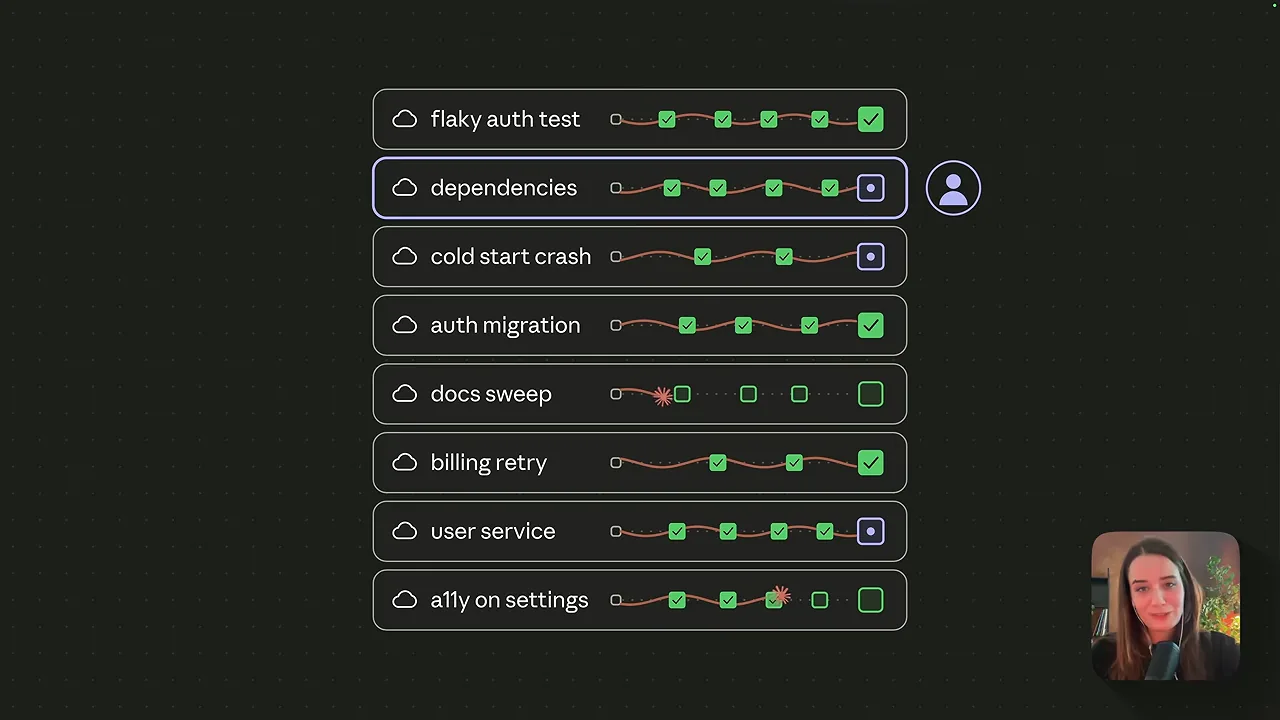 flaky auth test
dependencies
cold start crash
auth migration
docs sweep
billing retry
user service
a11y on settings